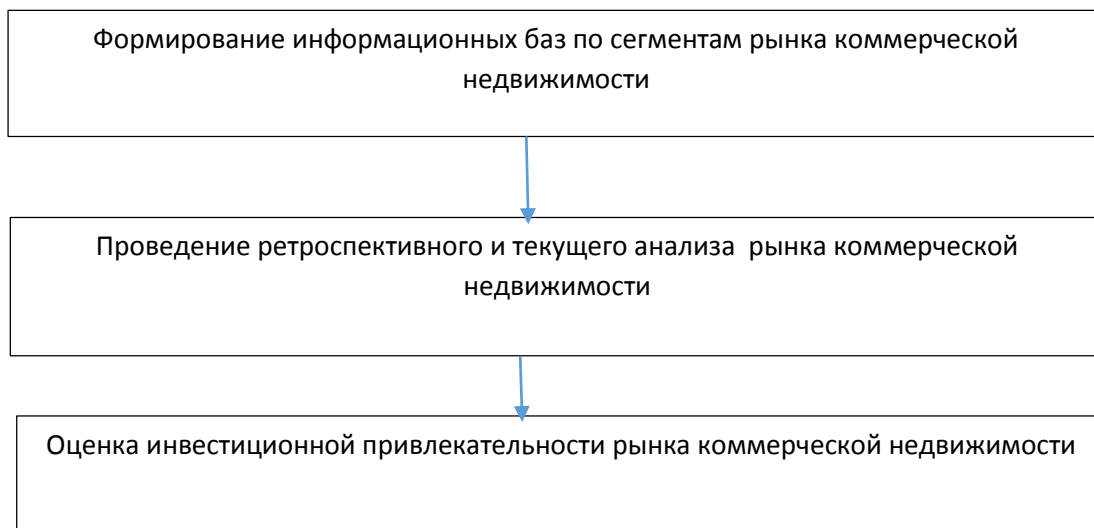 Формирование информационных баз по сегментам рынка коммерческой
недвижимости
Проведение ретроспективного и текущего анализа  рынка коммерческой
недвижимости
Оценка инвестиционной привлекательности рынка коммерческой недвижимости